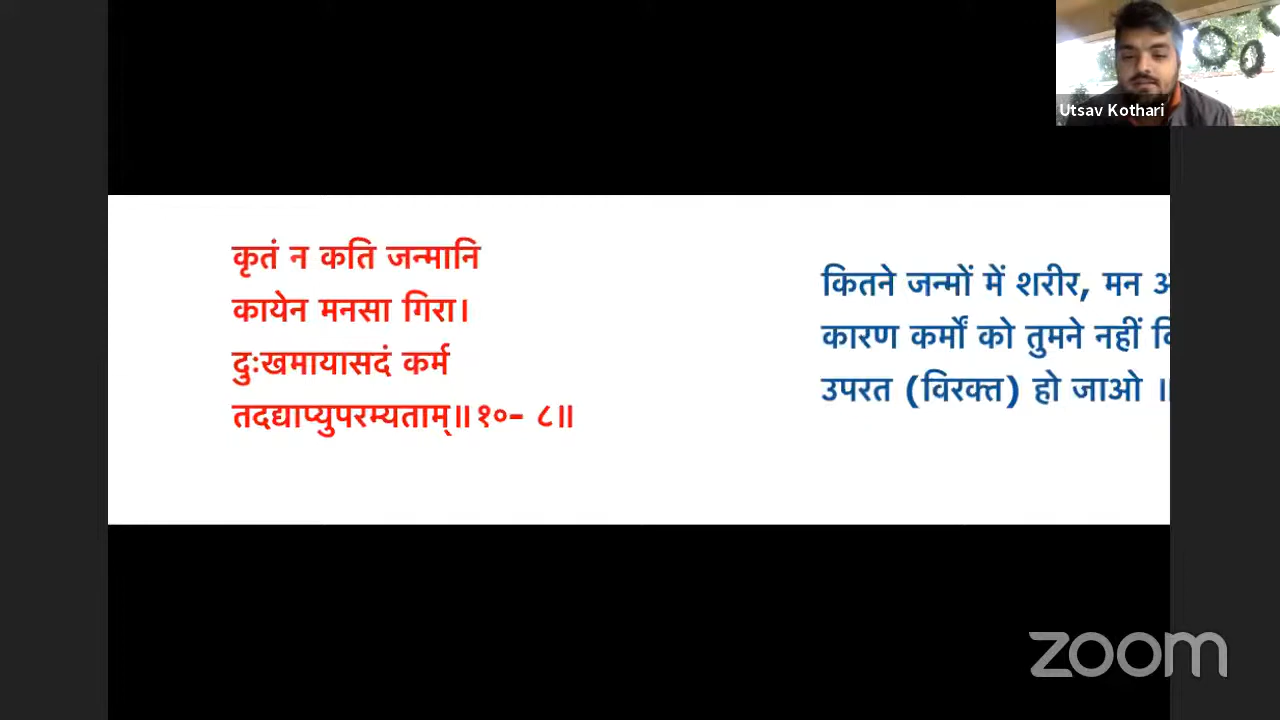 Utsav Kothari
कृतं न कति जन्मानि
कायेन मनसा गिरा।
दुःखमायासदं कर्म
तदद्याप्युपरम्यताम्॥१०- ८॥
कितने जन्मों में शरीर, मन
कारण कर्मों को तुमने नहीं
उपरत (विरक्त) हो जाओ ।
zoom